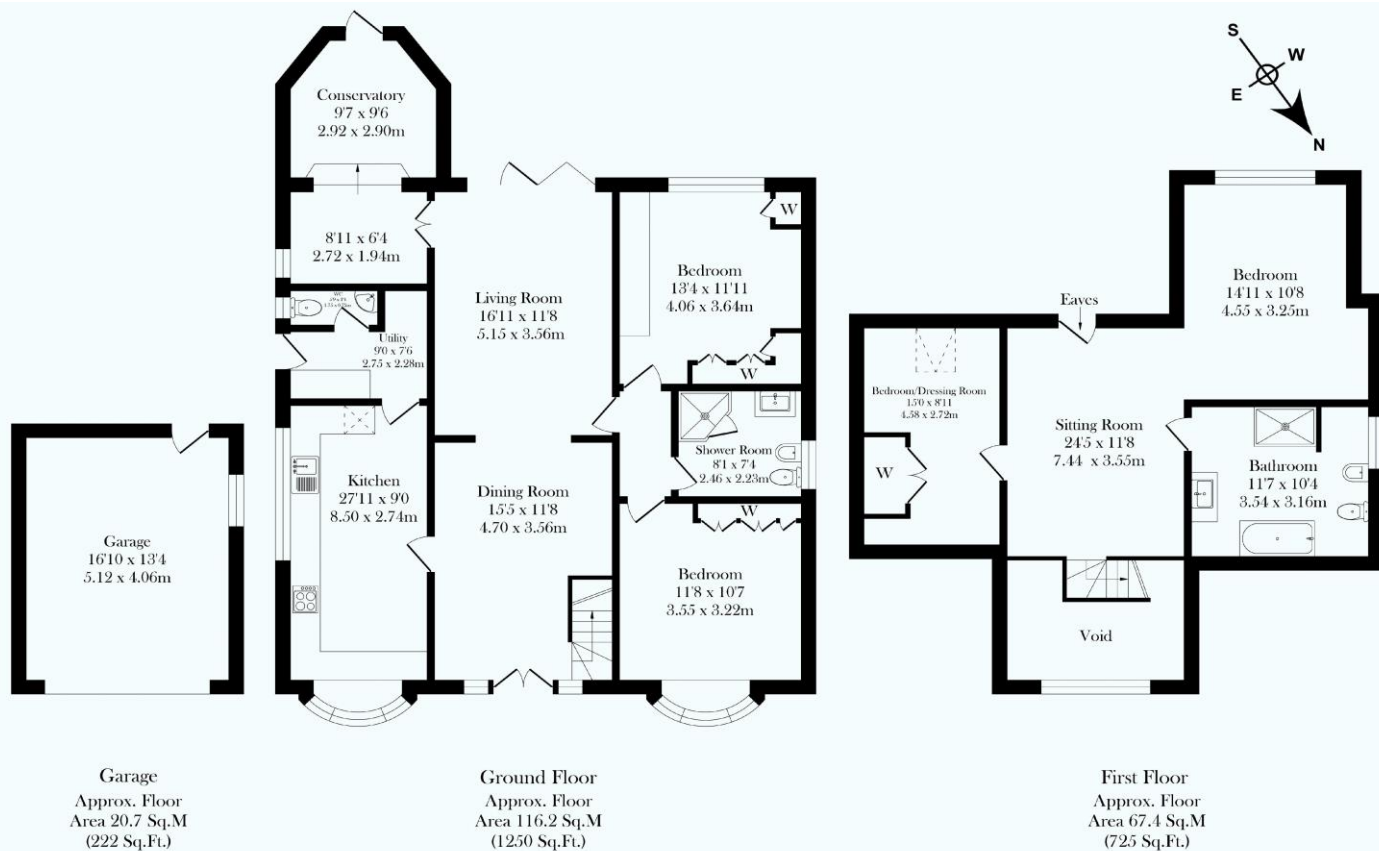 S
W
E
N
Conservatory
9'7 x 9'6
2.92 x 2.90m
8'11 x 6'4
2.72 x 1.94m
WC
Utility
9'0 x 7'6
2.75 x 2.28m
Living Room
16'11 x 11'8
5.15 x 3.56m
W
Bedroom
13'4 x 11'11
4.06 x 3.64m
W
Shower Room
8'1 x 7'4
2.46 x 2.23m
Kitchen
27'11 x 9'0
8.50 x 2.74m
Dining Room
15'5 x 11'8
4.70 x 3.56m
W
Bedroom
11'8 x 10'7
3.55 x 3.22m
Garage
16'10 x 13'4
5.12 x 4.06m
Bedroom
14'11 x 10'8
4.55 x 3.25m
Eaves
Bedroom/Dressing Room
15'0 x 8'11
4.58 x 2.72m
W
Sitting Room
24'5 x 11'8
7.44 x 3.55m
Bathroom
11'7 x 10'4
3.54 x 3.16m
Void
Garage
Approx. Floor
Area 20.7 Sq.M
(222 Sq.Ft.)
Ground Floor
Approx. Floor
Area 116.2 Sq.M
(1250 Sq.Ft.)
First Floor
Approx. Floor
Area 67.4 Sq.M
(725 Sq.Ft.)